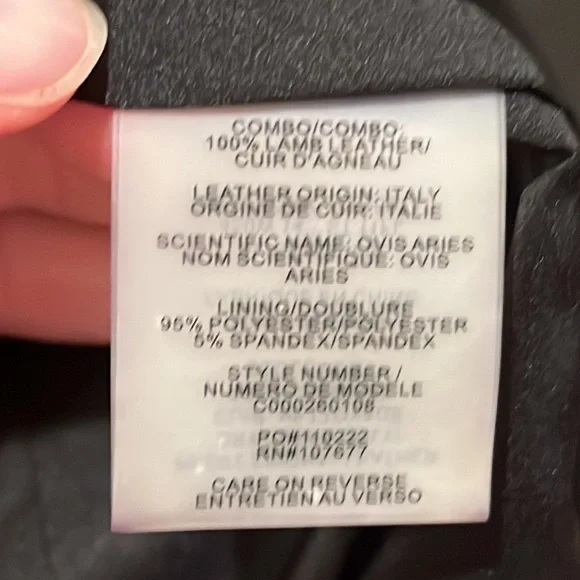 COMBO/COMBO:
100% LAMB LEATHER/
CUIR D'AGNEAU
LEATHER ORIGIN: ITALY
ORGINE DE CUIR: ITALIE
SCIENTIFIC NAME: OVIS ARIES
NOM SCIENTIFIQUE: OVIS
ARIES
LINING/DOUBLURE
95% POLYESTER/POLYESTER
5% SPANDEX/SPANDEX
STYLE NUMBER /
NUMERO DE MODELE
C000260108
PO#110222
RN#107677
CARE ON REVERSE
ENTRETIEN AU VERSO